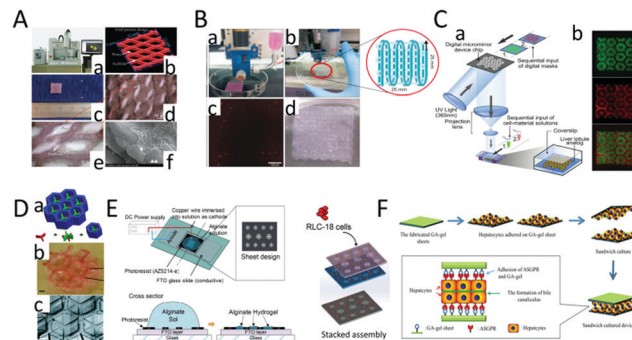 A
a
b
c
d
e
f
B
a
b
25 mm
25 mm
c
d
C
a
b
Digital micromirror
device chip
Sequential input
of digital masks
UV Light
(365nm)
Projection
lens
Sequential input of
cell-material solutions
Coverslip
Liver lobule
analog
D
a
b
c
E
DC Power supply
Copper wire immersed
into solution as cathode
Alginate
solution
Anode
Sheet design
Photoresist (AZ5214-e)
FTO glass slide (conductive)
Cross section
Photoresist
Alginate
Sol
Alginate Hydrogel
FTO layer
Glass
FTO layer
Glass
RLC-18 cells
Stacked assembly
F
The fabricated GA-gel
sheets
Hepatocytes adhered on GA-gel sheet
Sandwich culture
Adhesion of ASGPR
and GA-gel
Hepatocytes
The formation of bile
canaliculus
:GA-gel sheet
:ASGPR
:Hepatocytes
Sandwich cultured device